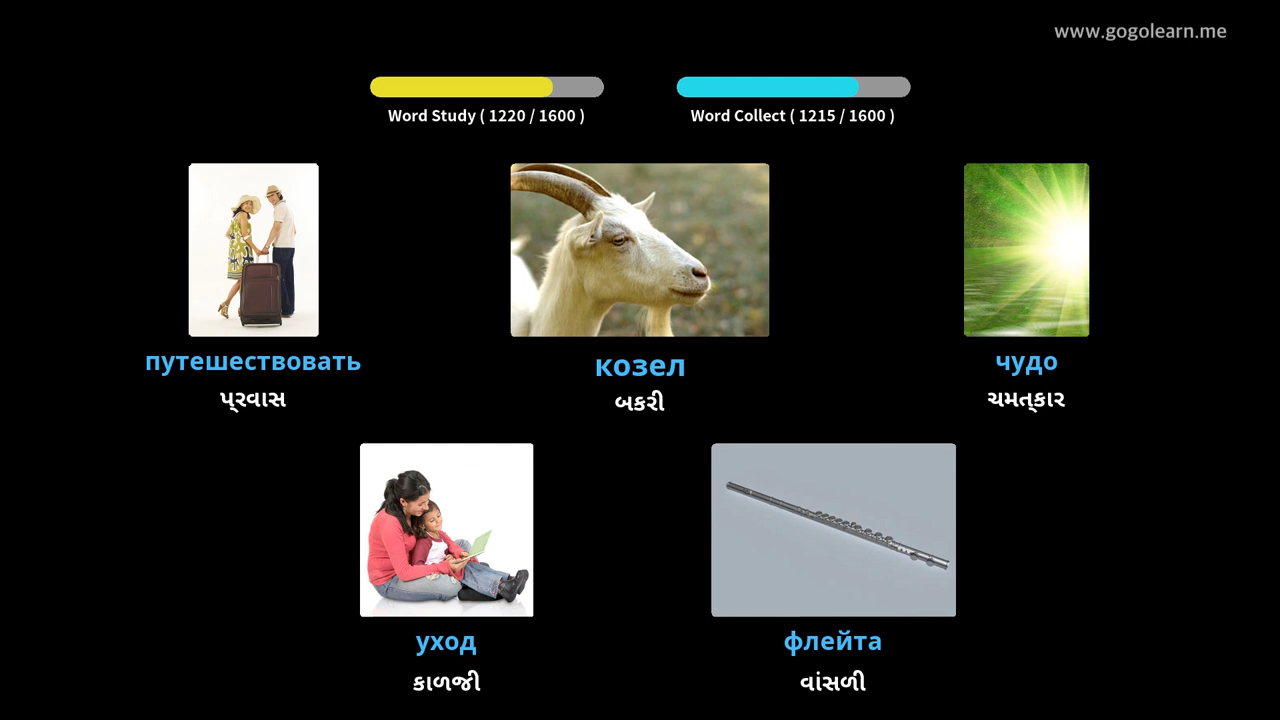 www.gogolearn.me
Word Study ( 1220 / 1600 )
Word Collect ( 1215 / 1600 )
путешествовать
પ્રવાસ
козел
બકરી
чудо
ચમત્કાર
уход
કાળજી
флейта
વાંસળી